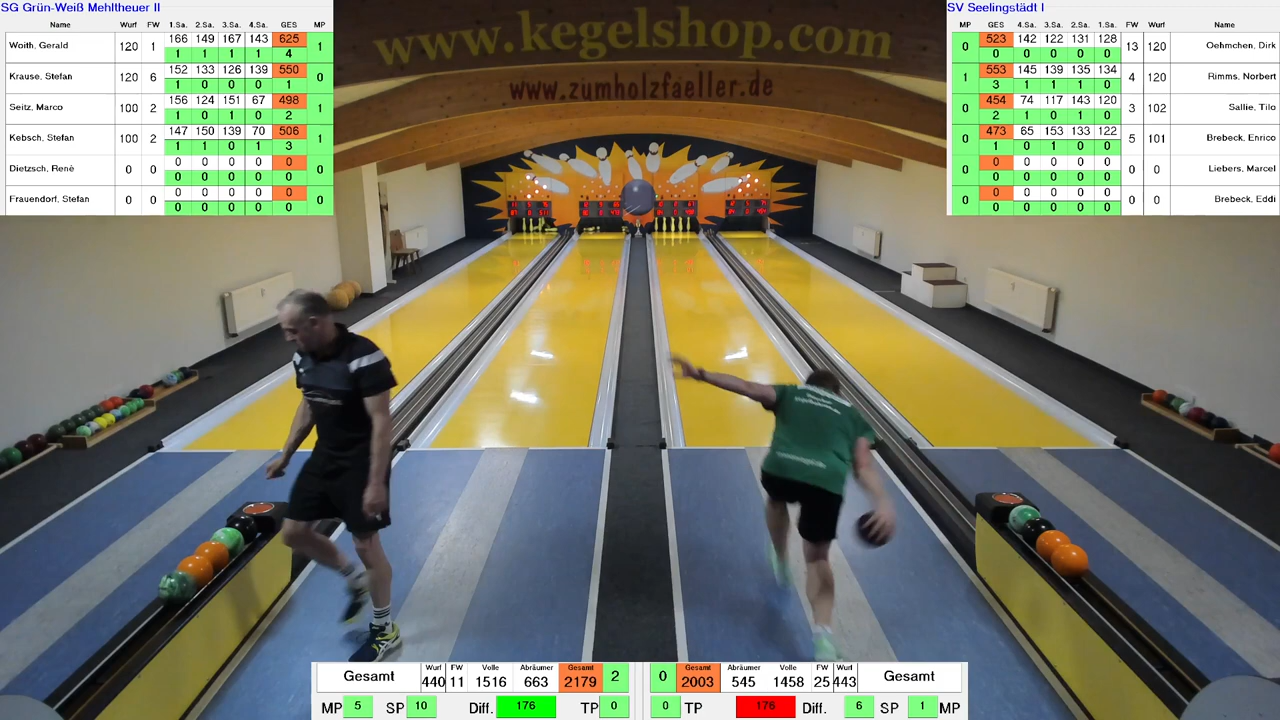 SG Grün-Weiß Mehltheuer II
Name Wurf FW 1.Sa. 2.Sa. 3.Sa. 4.Sa. GES MP
Woith, Gerald 120 1 166 149 167 143 625 1
1 1 1 1 4
Krause, Stefan 120 6 152 133 126 139 550 0
1 0 0 0 1
Seitz, Marco 100 2 156 124 151 67 498 1
1 0 1 0 2
Kebsch, Stefan 100 2 147 150 139 70 506 1
1 1 0 1 3
Dietzsch, Renè 0 0 0 0 0 0 0 0
0 0 0 0 0
Frauendorf, Stefan 0 0 0 0 0 0 0 0
0 0 0 0 0
SV Seelingstädt I
MP GES 4.Sa. 3.Sa. 2.Sa. 1.Sa. FW Wurf Name
0 523 142 122 131 128 13 120 Oehmchen, Dirk
0 0 0 0 0
1 553 145 139 135 134 4 120 Rimms, Norbert
3 1 1 1 0
0 454 74 117 143 120 3 102 Sallie, Tilo
2 1 0 1 0
0 473 65 153 133 122 5 101 Brebeck, Enrico
1 0 1 0 0
0 0 0 0 0 0 0 0 Liebers, Marcel
0 0 0 0 0
0 0 0 0 0 0 0 0 Brebeck, Eddi
0 0 0 0 0
www.kegelshop.com
www.zumholzfaeller.de
Gesamt Wurf FW Volle Abräumer Gesamt
440 11 1516 663 2179 2
MP 5 SP 10 Diff. 176 TP 0
Gesamt Abräumer Volle FW Wurf Gesamt
0 2003 545 1458 25 443
0 TP 176 Diff. 6 SP 1 MP